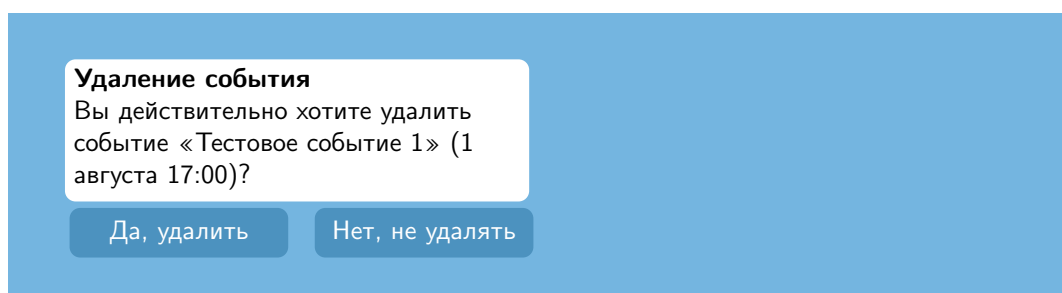 Удаление события
Вы действительно хотите удалить
событие «Тестовое событие 1» (1
августа 17:00)?
Да, удалить
Нет, не удалять